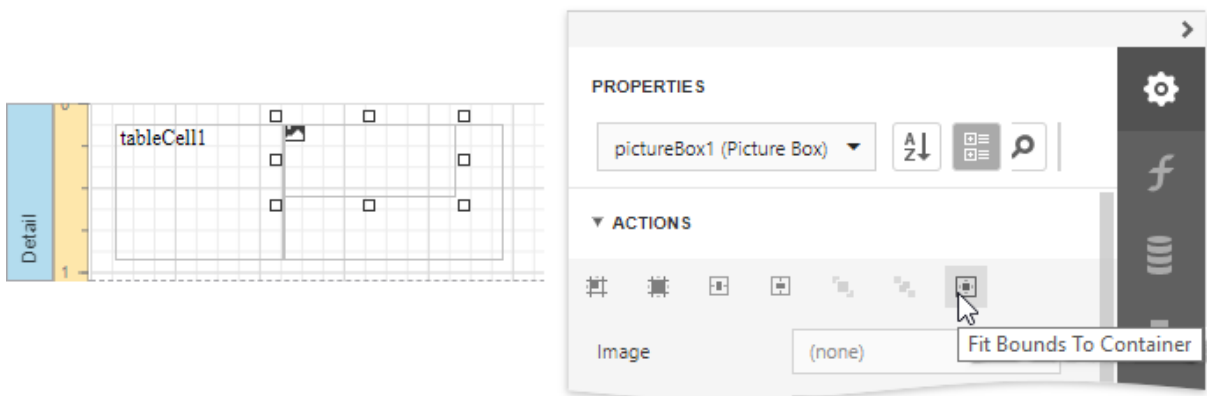 0
tableCell1
Detail
1
PROPERTIES
pictureBox1 (Picture Box)
A
Z
ACTIONS
Image
(none)
Fit Bounds To Container